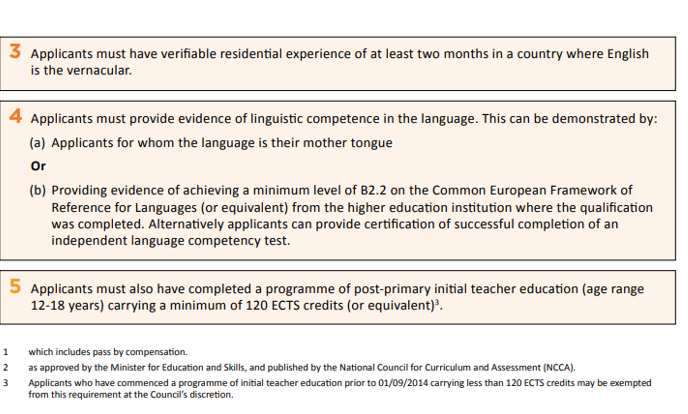 3 Applicants must have verifiable residential experience of at least two months in a country where English
is the vernacular.
4 Applicants must provide evidence of linguistic competence in the language. This can be demonstrated by:
(a) Applicants for whom the language is their mother tongue
Or
(b) Providing evidence of achieving a minimum level of B2.2 on the Common European Framework of
Reference for Languages (or equivalent) from the higher education institution where the qualification
was completed. Alternatively applicants can provide certification of successful completion of an
independent language competency test.
5 Applicants must also have completed a programme of post-primary initial teacher education (age range
12-18 years) carrying a minimum of 120 ECTS credits (or equivalent)³.
1 which includes pass by compensation.
2 as approved by the Minister for Education and Skills, and published by the National Council for Curriculum and Assessment (NCCA).
3 Applicants who have commenced a programme of initial teacher education prior to 01/09/2014 carrying less than 120 ECTS credits may be exempted
from this requirement at the Council's discretion.